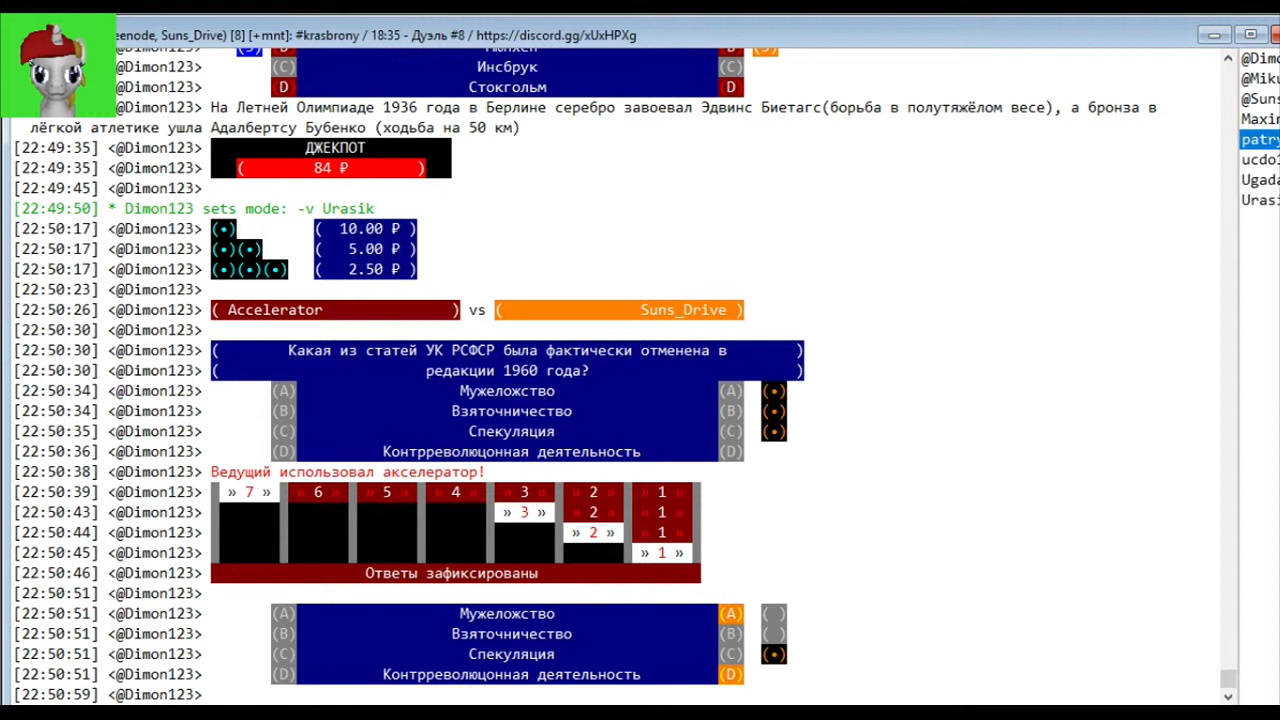 eenode, Suns_Drive) [8] [+mnt]: #krasbrony / 18:35 - Дуэль #8 / https://discord.gg/xUxHPXg
(C) Инсбрук (C)
D Стокгольм D
На Летней Олимпиаде 1936 года в Берлине серебро завоевал Эдвинс Биетагс(борьба в полутяжёлом весе), а бронза в
лёгкой атлетике ушла Адалбертсу Бубенко (ходьба на 50 км)
[22:49:35] <@Dimon123> ДЖЕКПОТ
[22:49:35] <@Dimon123> ( 84 ₽ )
[22:49:45] <@Dimon123>
[22:49:50] * Dimon123 sets mode: -v Urasik
[22:50:17] <@Dimon123> (•) ( 10.00 ₽ )
[22:50:17] <@Dimon123> (•)(•) ( 5.00 ₽ )
[22:50:17] <@Dimon123> (•)(•)(•) ( 2.50 ₽ )
[22:50:23] <@Dimon123>
[22:50:26] <@Dimon123> ( Accelerator ) vs ( Suns_Drive )
[22:50:30] <@Dimon123>
[22:50:30] <@Dimon123> ( Какая из статей УК РСФСР была фактически отменена в )
[22:50:30] <@Dimon123> ( редакции 1960 года? )
[22:50:34] <@Dimon123> (A) Мужеложство (A) (•)
[22:50:34] <@Dimon123> (B) Взяточничество (B) (•)
[22:50:35] <@Dimon123> (C) Спекуляция (C) (•)
[22:50:36] <@Dimon123> (D) Контрреволюцонная деятельность (D)
[22:50:38] <@Dimon123> Ведущий использовал акселератор!
[22:50:39] <@Dimon123> » 7 » » 6 » » 5 » » 4 » » 3 » » 2 » » 1 »
[22:50:43] <@Dimon123> » 3 » » 2 » » 1 »
[22:50:44] <@Dimon123> » 2 » » 1 »
[22:50:45] <@Dimon123> » 1 »
[22:50:46] <@Dimon123> Ответы зафиксированы
[22:50:51] <@Dimon123>
[22:50:51] <@Dimon123> (A) Мужеложство (A) ( )
[22:50:51] <@Dimon123> (B) Взяточничество (B) ( )
[22:50:51] <@Dimon123> (C) Спекуляция (C) (•)
[22:50:51] <@Dimon123> (D) Контрреволюцонная деятельность (D)
[22:50:59] <@Dimon123>
@Dimo
@Miku
@Suns
Maxim
patry
ucdo1
Ugada
Urasi